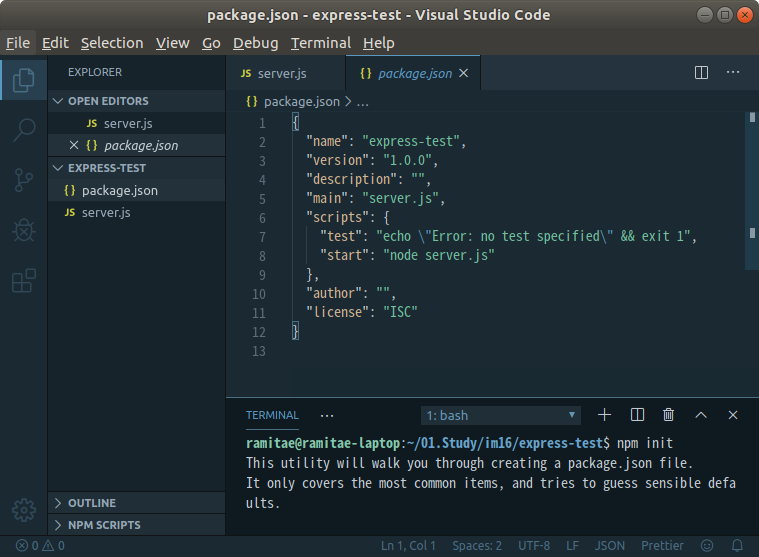 package.json - express-test - Visual Studio Code
File Edit Selection View Go Debug Terminal Help
EXPLORER
OPEN EDITORS
JS server.js
{ } package.json
EXPRESS-TEST
{ } package.json
JS server.js
OUTLINE
NPM SCRIPTS
JS server.js
{ } package.json
{ } package.json > ...
1 {
2 "name": "express-test",
3 "version": "1.0.0",
4 "description": "",
5 "main": "server.js",
6 "scripts": {
7 "test": "echo \"Error: no test specified\" && exit 1",
8 "start": "node server.js"
9 },
10 "author": "",
11 "license": "ISC"
12 }
13
TERMINAL ... 1: bash
ramitae@ramitae-laptop:~/01.Study/im16/express-test$ npm init
This utility will walk you through creating a package.json file.
It only covers the most common items, and tries to guess sensible defa
ults.
0 0 Ln 1, Col 1 Spaces: 2 UTF-8 LF JSON Prettier